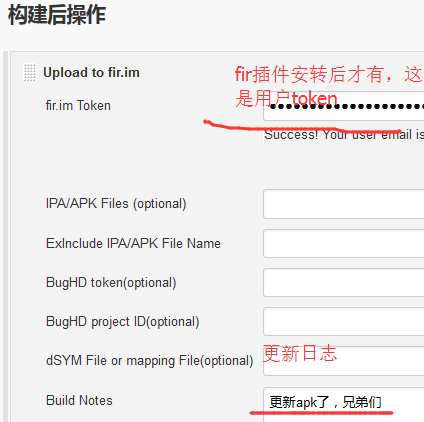 构建后操作
Upload to fir.im
fir插件安转后才有，这
fir.im Token
是用户token
Success! Your user email is
IPA/APK Files (optional)
ExInclude IPA/APK File Name
BugHD token(optional)
BugHD project ID(optional)
dSYM File or mapping File(optional)
更新日志
Build Notes
更新apk了，兄弟们